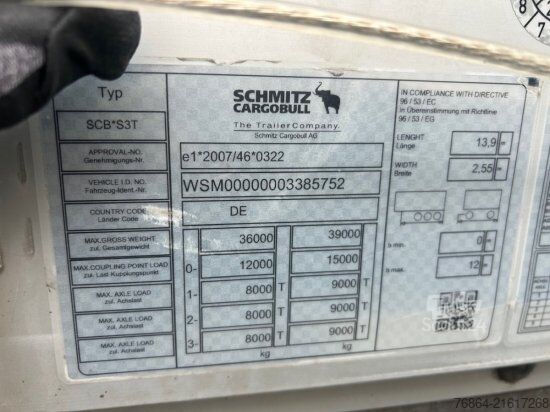 8
Typ
SCB*S3T
SCHMITZ
CARGOBULL
The TrailerCompany.
Schmitz Cargobull AG
IN COMPLIANCE WITH DIRECTIVE
96 / 53 / EC
in Übereinstimmung mit Richtlinie
96 / 53 / EG
LENGHT
Länge
13,9 m
WIDTH
Breite
2,55 m
APPROVAL-NO.
Genehmigungs-Nr.
e1*2007/46*0322
VEHICLE I.D. NO.
Fahrzeug-Ident.-Nr.
WSM00000003385752
COUNTRY CODE
Länder Code
DE
MAX.GROSS WEIGHT
zul. Gesamtgewicht
36000
39000
MAX.COUPLING POINT LOAD
zul. Last Kupplungspunkt
0-
12000
15000
MAX. AXLE LOAD
zul. Achslast
1-
8000
T
9000
T
MAX. AXLE LOAD
zul. Achslast
2-
8000
T
9000
T
MAX. AXLE LOAD
zul. Achslast
3-
8000
T
9000
T
kg
kg
a min.
0 m
a max.
12 m
76864-21617268